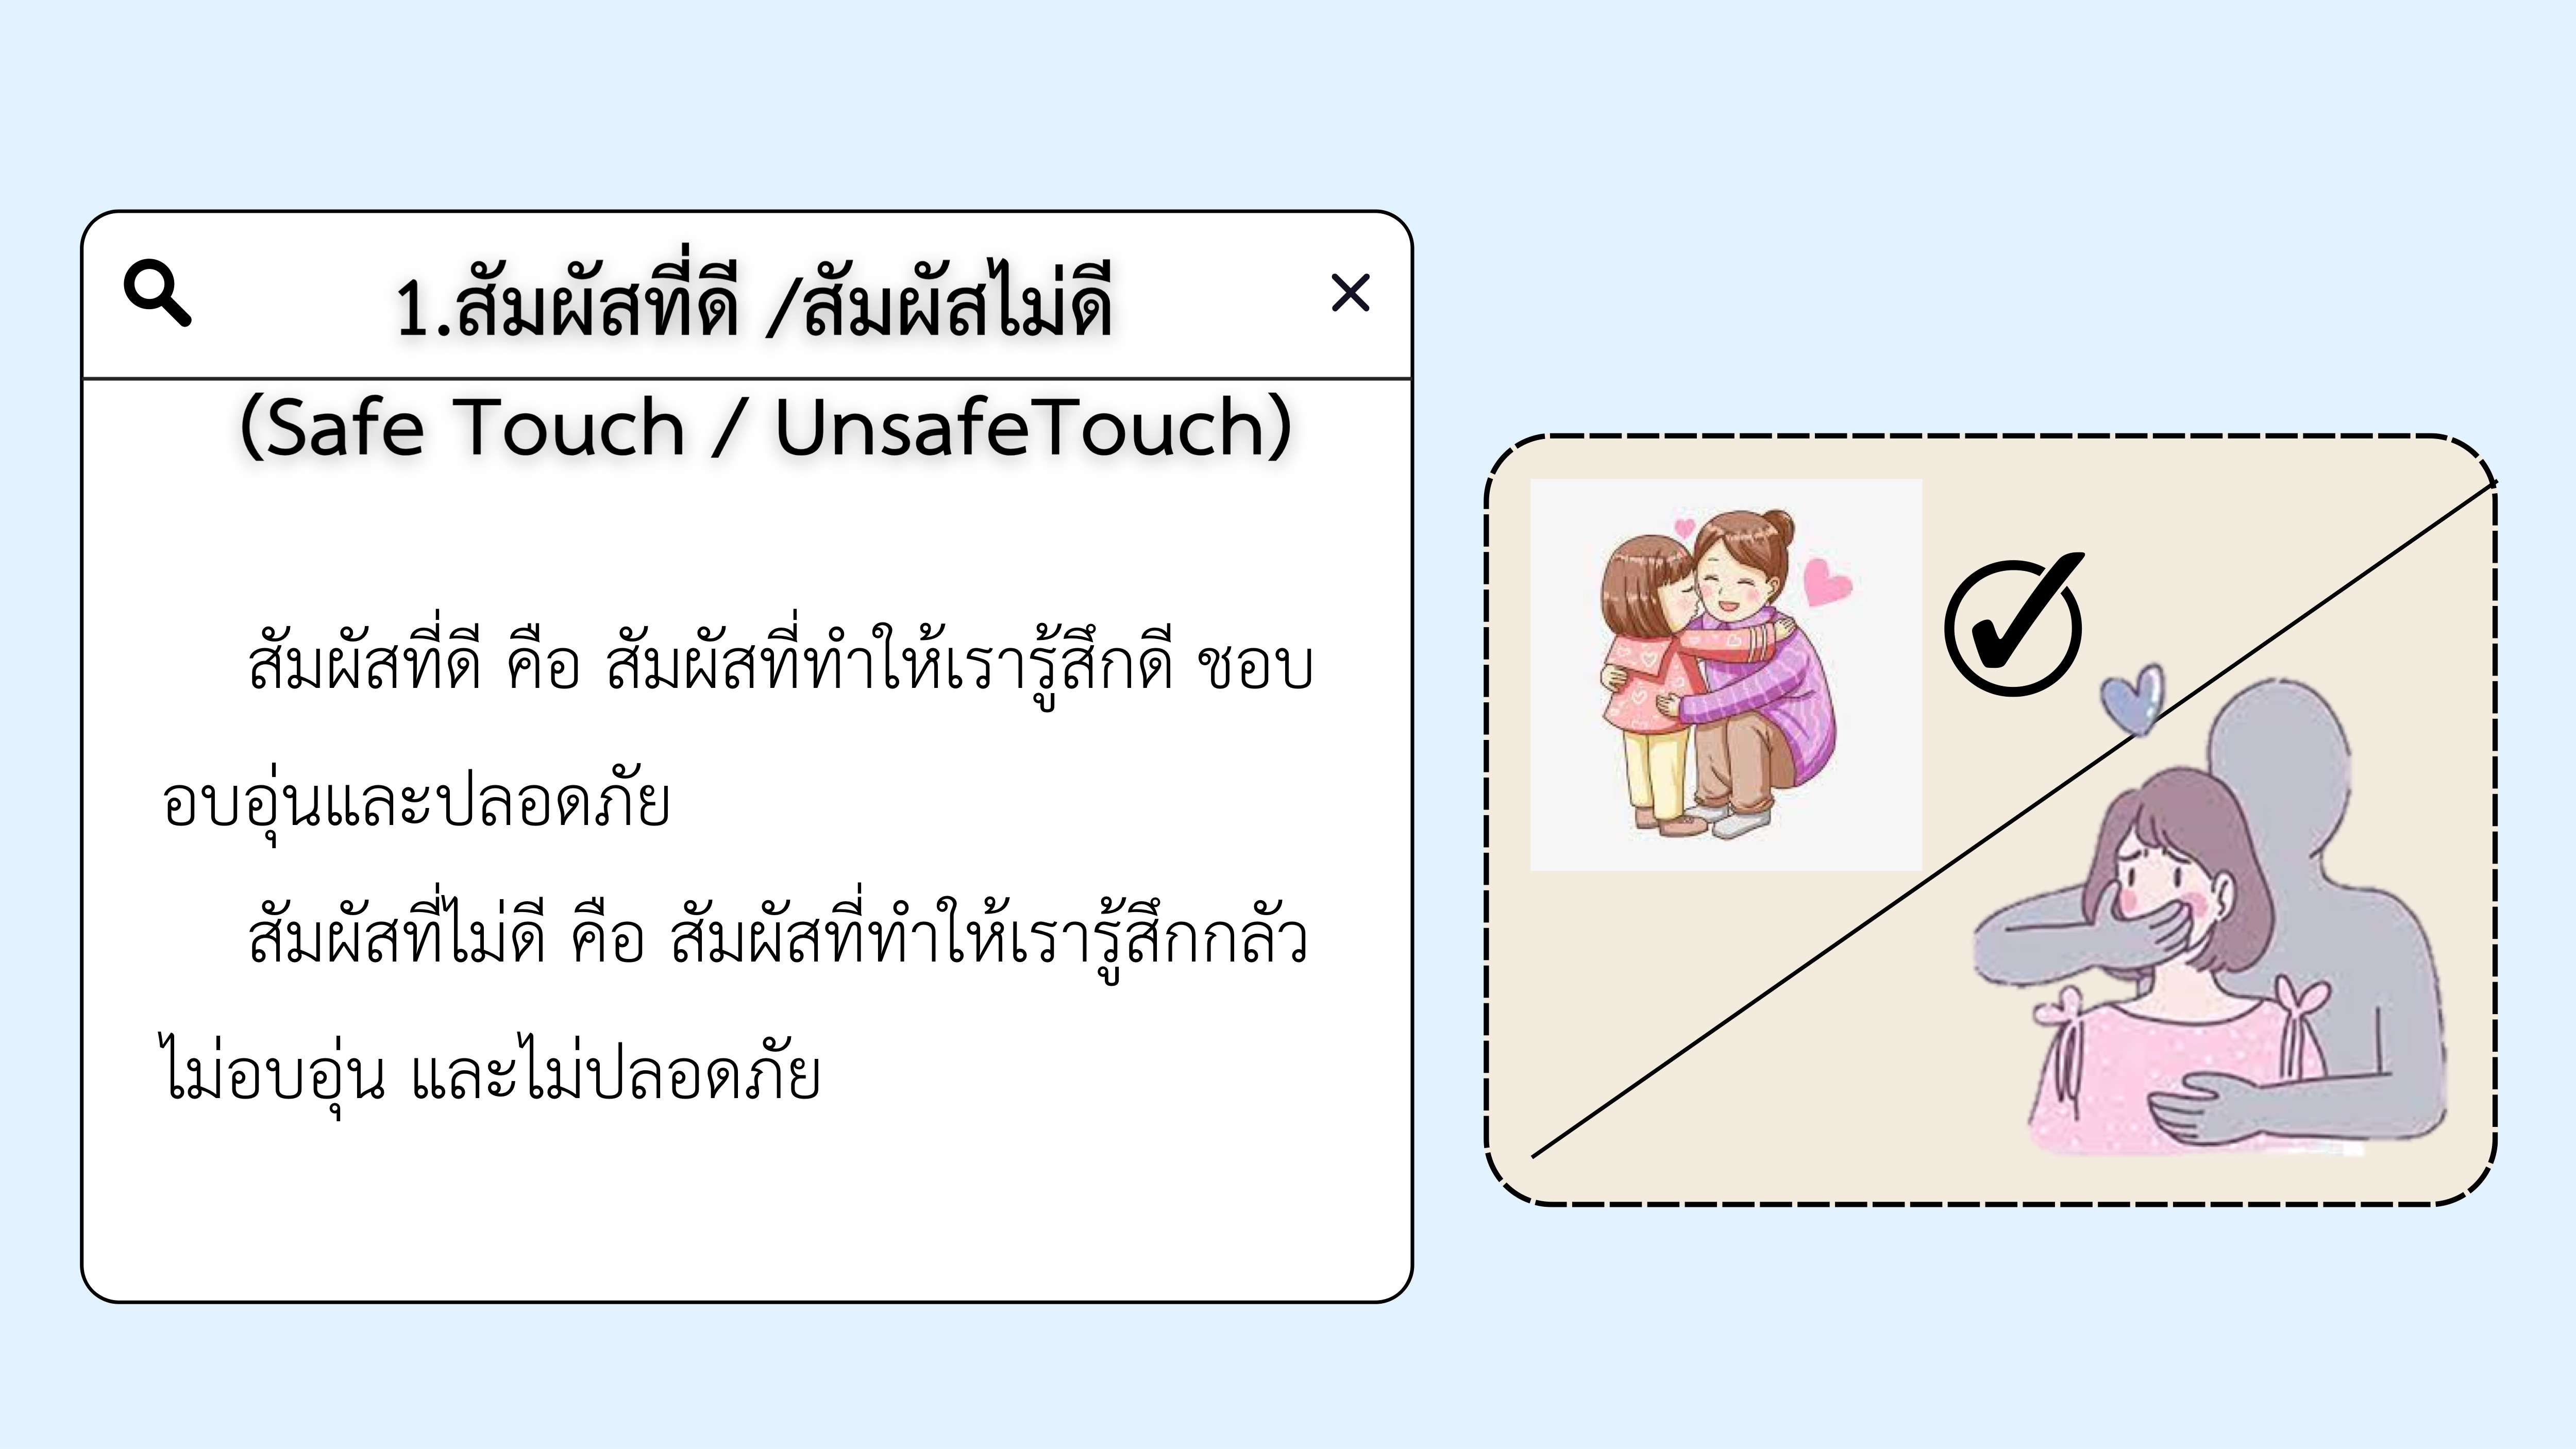 1.สัมผัสที่ดี /สัมผัสไม่ดี
(Safe Touch / UnsafeTouch)
สัมผัสที่ดี คือ สัมผัสที่ทำให้เรารู้สึกดี ชอบ
อบอุ่นและปลอดภัย
สัมผัสที่ไม่ดี คือ สัมผัสที่ทำให้เรารู้สึกกลัว
ไม่อบอุ่น และไม่ปลอดภัย